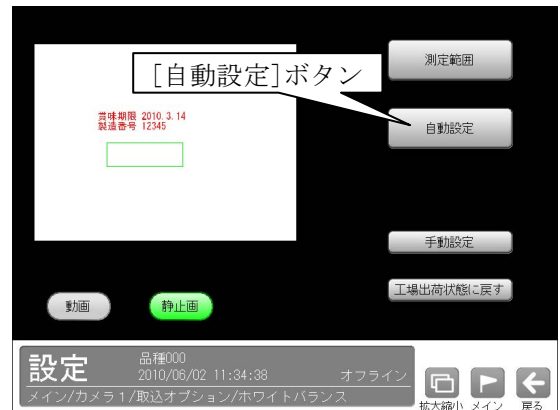 [自動設定]ボタン
測定範囲
賞味期限 2010. 3. 14
製造番号 12345
自動設定
手動設定
工場出荷状態に戻す
動画
静止画
設定
品種000
2010/06/02 11:34:38
オフライン
メイン/カメラ1/取込オプション/ホワイトバランス
拡大縮小
メイン
戻る